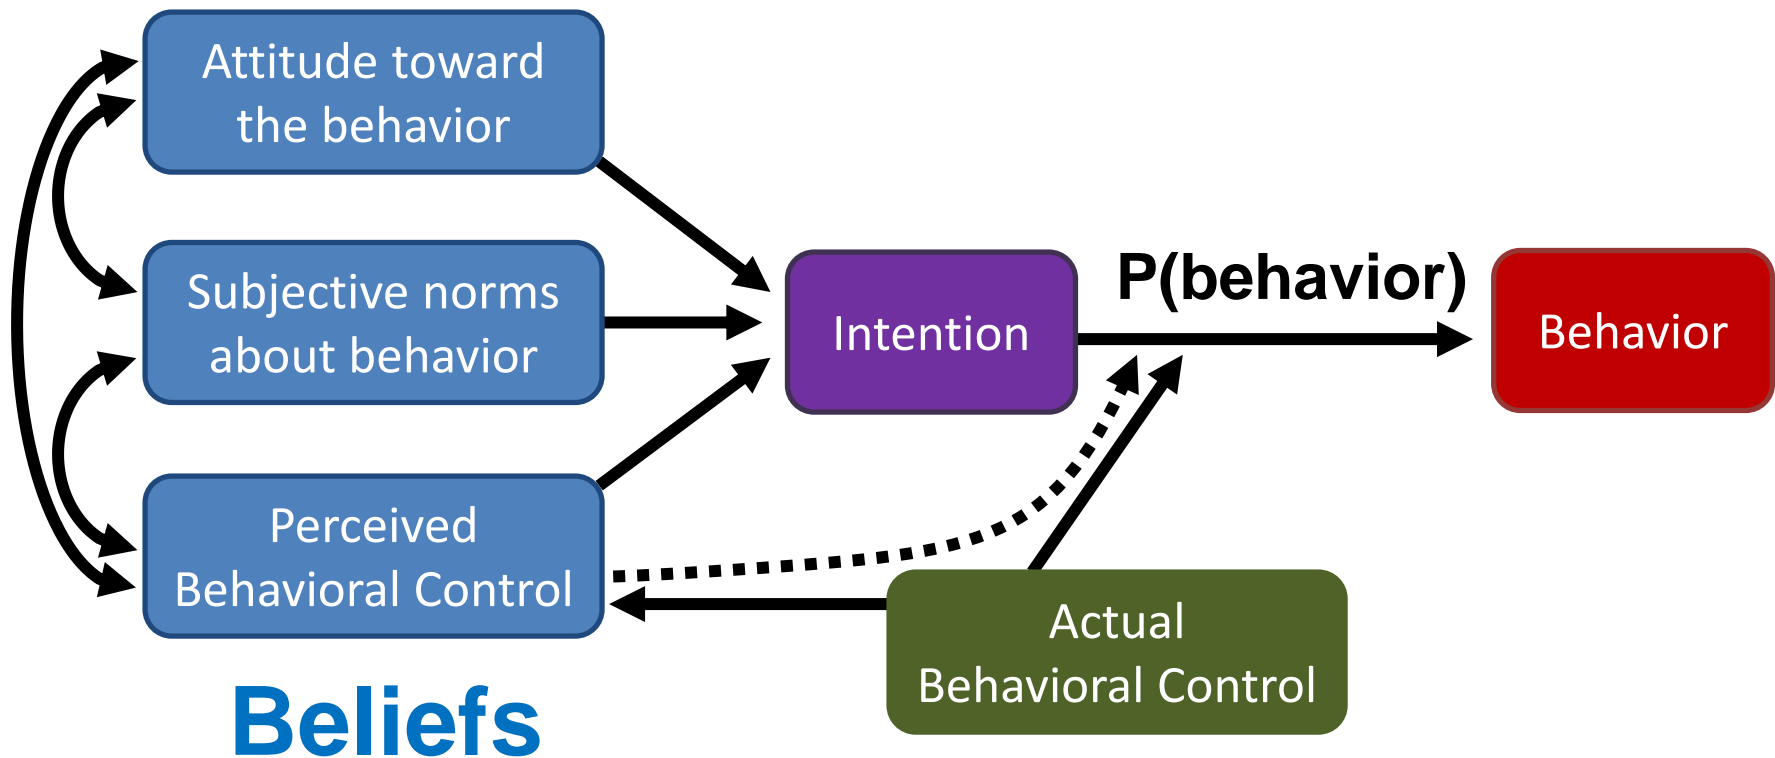 Attitude toward
the behavior
Subjective norms
about behavior
Perceived
Behavioral Control
Beliefs
Intention
P(behavior)
Behavior
Actual
Behavioral Control